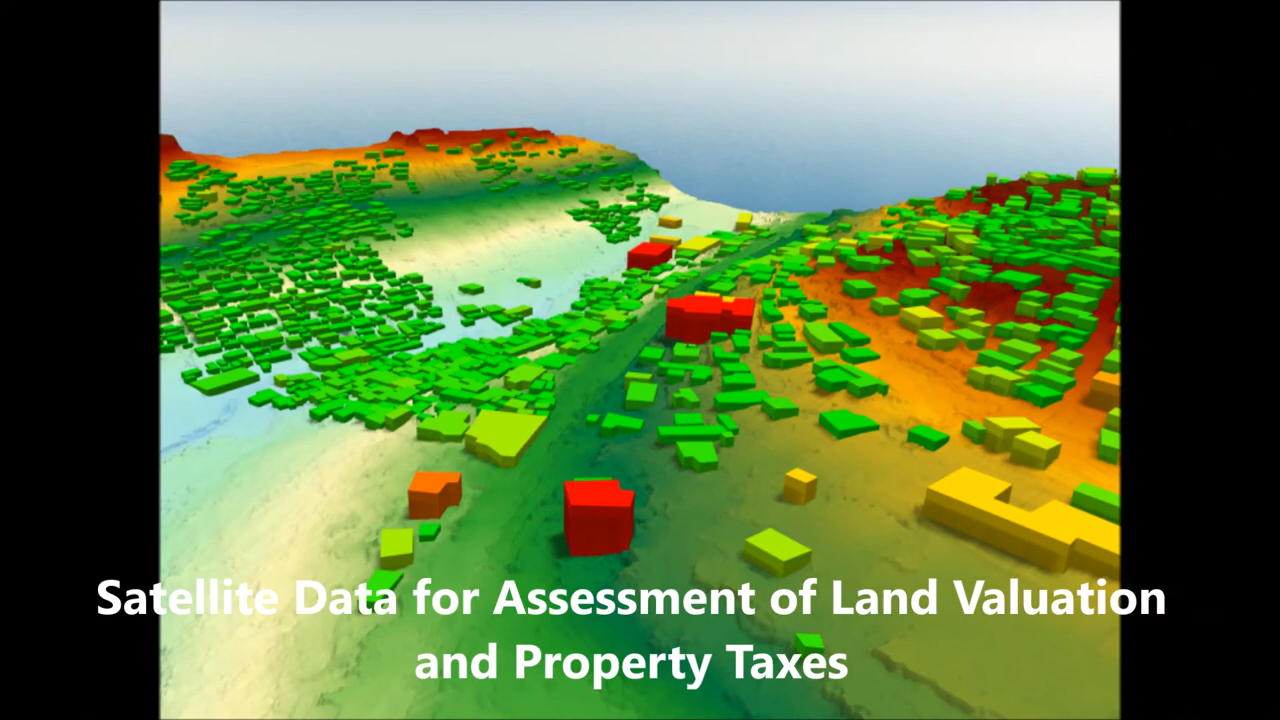 Satellite Data for Assessment of Land Valuation
and Property Taxes